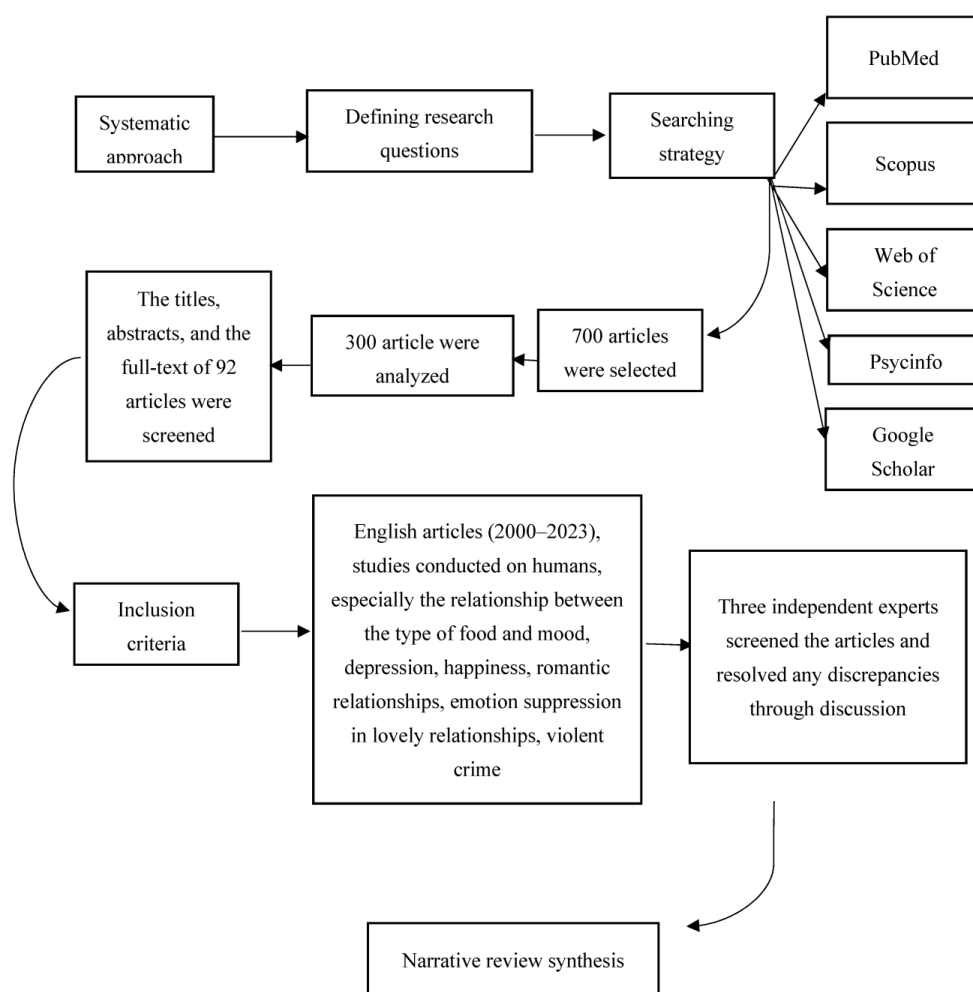 Systematic
approach
Defining research
questions
Searching
strategy
PubMed
Scopus
Web of
Science
Psycinfo
Google
Scholar
700 articles
were selected
300 article were
analyzed
The titles,
abstracts, and the
full-text of 92
articles were
screened
Inclusion
criteria
English articles (2000–2023),
studies conducted on humans,
especially the relationship between
the type of food and mood,
depression, happiness, romantic
relationships, emotion suppression
in lovely relationships, violent
crime
Three independent experts
screened the articles and
resolved any discrepancies
through discussion
Narrative review synthesis